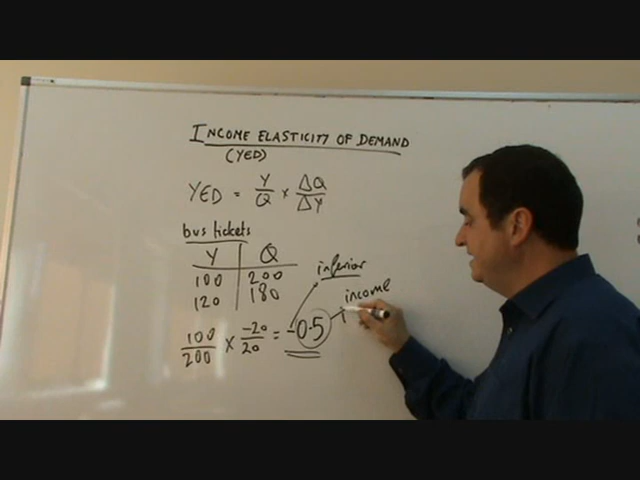 INCOME ELASTICITY OF DEMAND
(YED)
YED = Y/Q × ΔQ/ΔY
bus tickets
Y Q
100 200
120 180
inferior
income
100/200 × -20/20 = -0.5